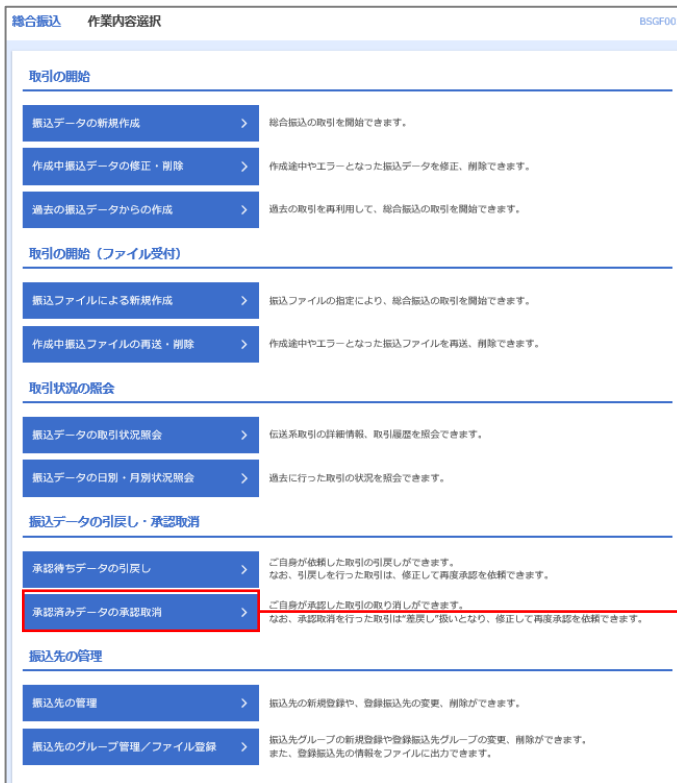 総合振込 作業内容選択 BSGF00
取引の開始
振込データの新規作成
総合振込の取引を開始できます。
作成中振込データの修正・削除
作成途中やエラーとなった振込データを修正、削除できます。
過去の振込データからの作成
過去の取引を再利用して、総合振込の取引を開始できます。
取引の開始（ファイル受付）
振込ファイルによる新規作成
振込ファイルの指定により、総合振込の取引を開始できます。
作成中振込ファイルの再送・削除
作成途中やエラーとなった振込ファイルを再送、削除できます。
取引状況の照会
振込データの取引状況照会
伝送系取引の詳細情報、取引履歴を照会できます。
振込データの日別・月別状況照会
過去に行った取引の状況を照会できます。
振込データの引戻し・承認取消
承認待ちデータの引戻し
ご自身が依頼した取引の引戻しができます。
なお、引戻しを行った取引は、修正して再度承認を依頼できます。
承認済みデータの承認取消
ご自身が承認した取引の取り消しができます。
なお、承認取消を行った取引は“差戻し”扱いとなり、修正して再度承認を依頼できます。
振込先の管理
振込先の管理
振込先の新規登録や、登録振込先の変更、削除ができます。
振込先のグループ管理／ファイル登録
振込先グループの新規登録や登録振込先グループの変更、削除ができます。
また、登録振込先の情報をファイルに出力できます。